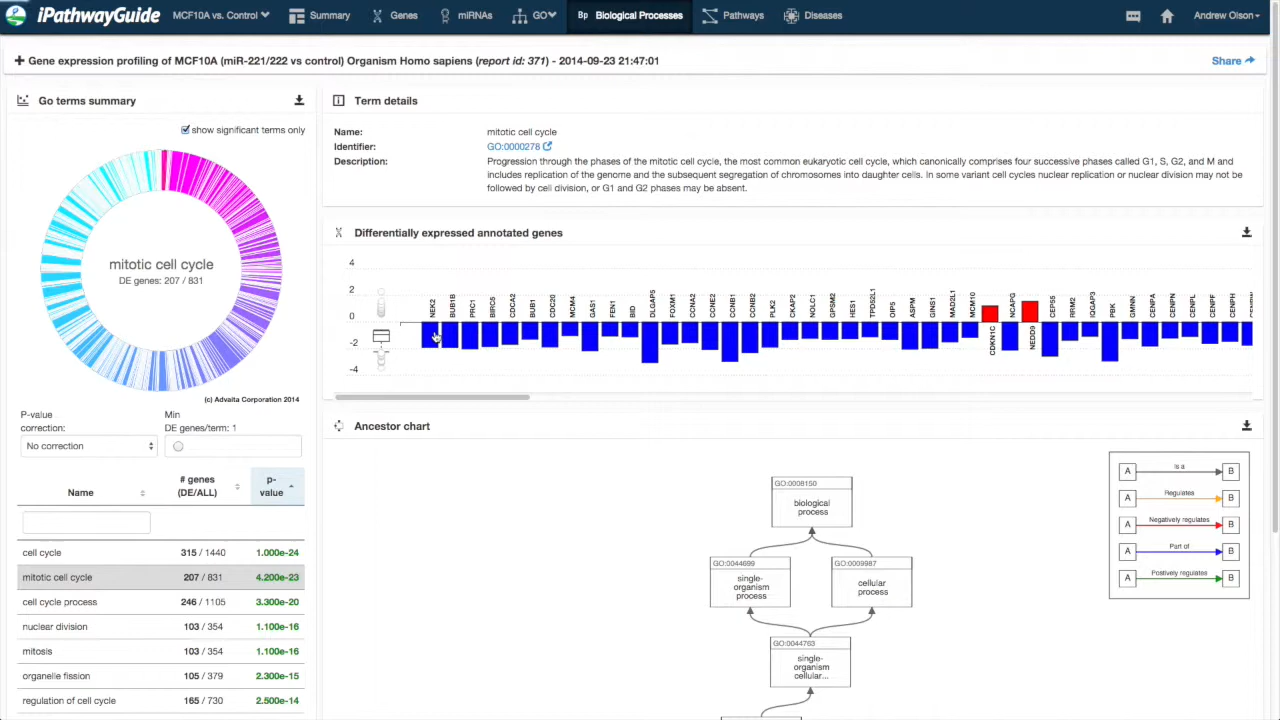 iPathwayGuide MCF10A vs. Control Summary Genes miRNAs GO Bp Biological Processes Pathways Diseases Andrew Olson
Gene expression profiling of MCF10A (miR-221/222 vs control) Organism Homo sapiens (report id: 371) - 2014-09-23 21:47:01 Share
Go terms summary
show significant terms only
mitotic cell cycle
DE genes: 207 / 831
(c) Advaita Corporation 2014
P-value
correction:
Min
DE genes/term: 1
No correction
Name
# genes
(DE/ALL)
p-
value
cell cycle 315 / 1440 1.000e-24
mitotic cell cycle 207 / 831 4.200e-23
cell cycle process 246 / 1105 3.300e-20
nuclear division 103 / 354 1.100e-16
mitosis 103 / 354 1.100e-16
organelle fission 105 / 379 2.300e-15
regulation of cell cycle 165 / 730 2.500e-14
Term details
Name: mitotic cell cycle
Identifier: GO:0000278
Description: Progression through the phases of the mitotic cell cycle, the most common eukaryotic cell cycle, which canonically comprises four successive phases called G1, S, G2, and M and
includes replication of the genome and the subsequent segregation of chromosomes into daughter cells. In some variant cell cycles nuclear replication or nuclear division may not be
followed by cell division, or G1 and G2 phases may be absent.
Differentially expressed annotated genes
4
2
0
-2
-4
NEK2
BUB1B
PRC1
BIRC5
CDCA2
BUB1
CDC20
MCM4
GAS1
FEN1
BID
DLGAP5
FOXM1
CCNA2
CCNE2
CCNB1
CCNB2
PLK2
CKAP2
NOLC1
GPSM2
HES1
TPD52L1
OIP5
ASPM
GINS1
MAD2L1
MCM10
CDKN1C
NCAPG
NEDD9
CEP55
RRM2
IQGAP3
PBK
GMNN
CENPA
CENPN
CENPL
CENPF
CENPH
Ancestor chart
GO:0008150
biological
process
GO:0044699
single-
organism
process
GO:0009987
cellular
process
GO:0044763
single-
organism
cellular...
A Is a B
A Regulates B
A Negatively regulates B
A Part of B
A Positively regulates B